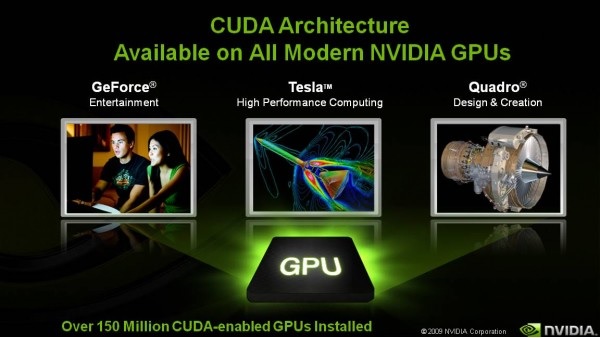 CUDA Architecture
Available on All Modern NVIDIA GPUs
GeForce®
Entertainment
Tesla™
High Performance Computing
Quadro®
Design & Creation
GPU
Over 150 Million CUDA-enabled GPUs Installed
© 2009 NVIDIA Corporation
NVIDIA.